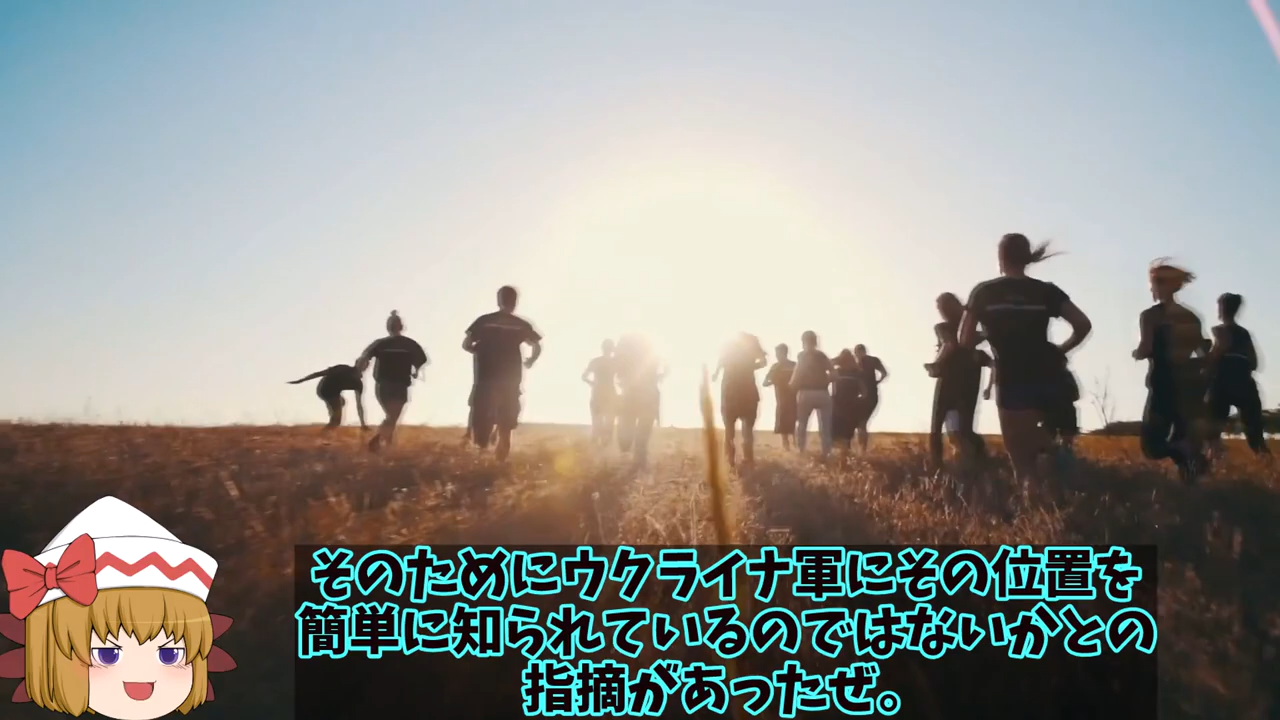 そのためにウクライナ軍にその位置を
簡単に知られているのではないかとの
指摘があったぜ。